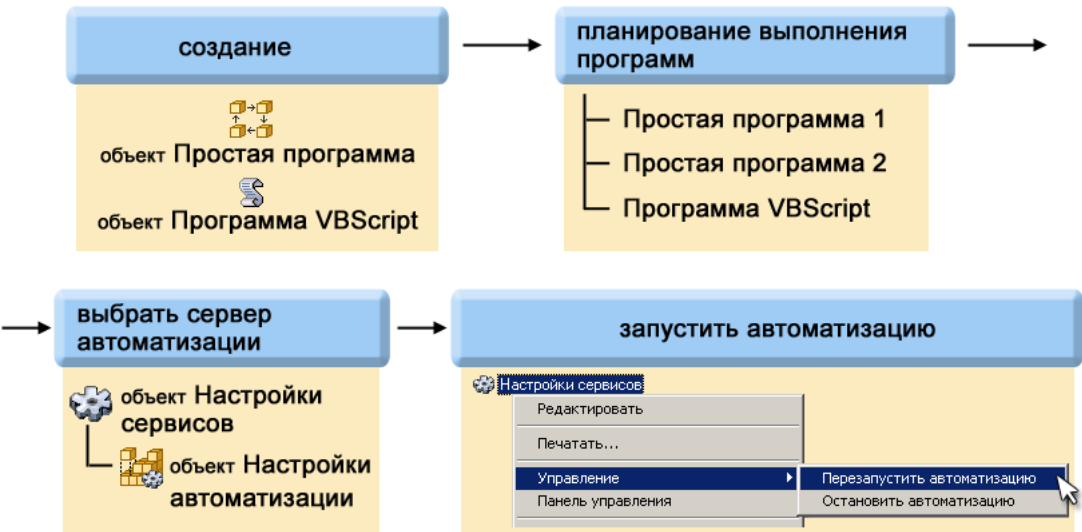 создание
объект Простая программа
объект Программа VBScript
планирование выполнения
программ
Простая программа 1
Простая программа 2
Программа VBScript
выбрать сервер
автоматизации
объект Настройки
сервисов
объект Настройки
автоматизации
запустить автоматизацию
Настройки сервисов
Редактировать
Печатать...
Управление
Перезапустить автоматизацию
Панель управления
Остановить автоматизацию